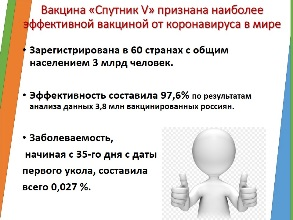 Вакцина «Спутник V» признана наиболее
эффективной вакциной от коронавируса в мире
• Зарегистрирована в 60 странах с общим
населением 3 млрд человек.
• Эффективность составила 97,6% по результатам
анализа данных 3,8 млн вакцинированных россиян.
• Заболеваемость,
начиная с 35-го дня с даты
первого укола, составила
всего 0,027 %.